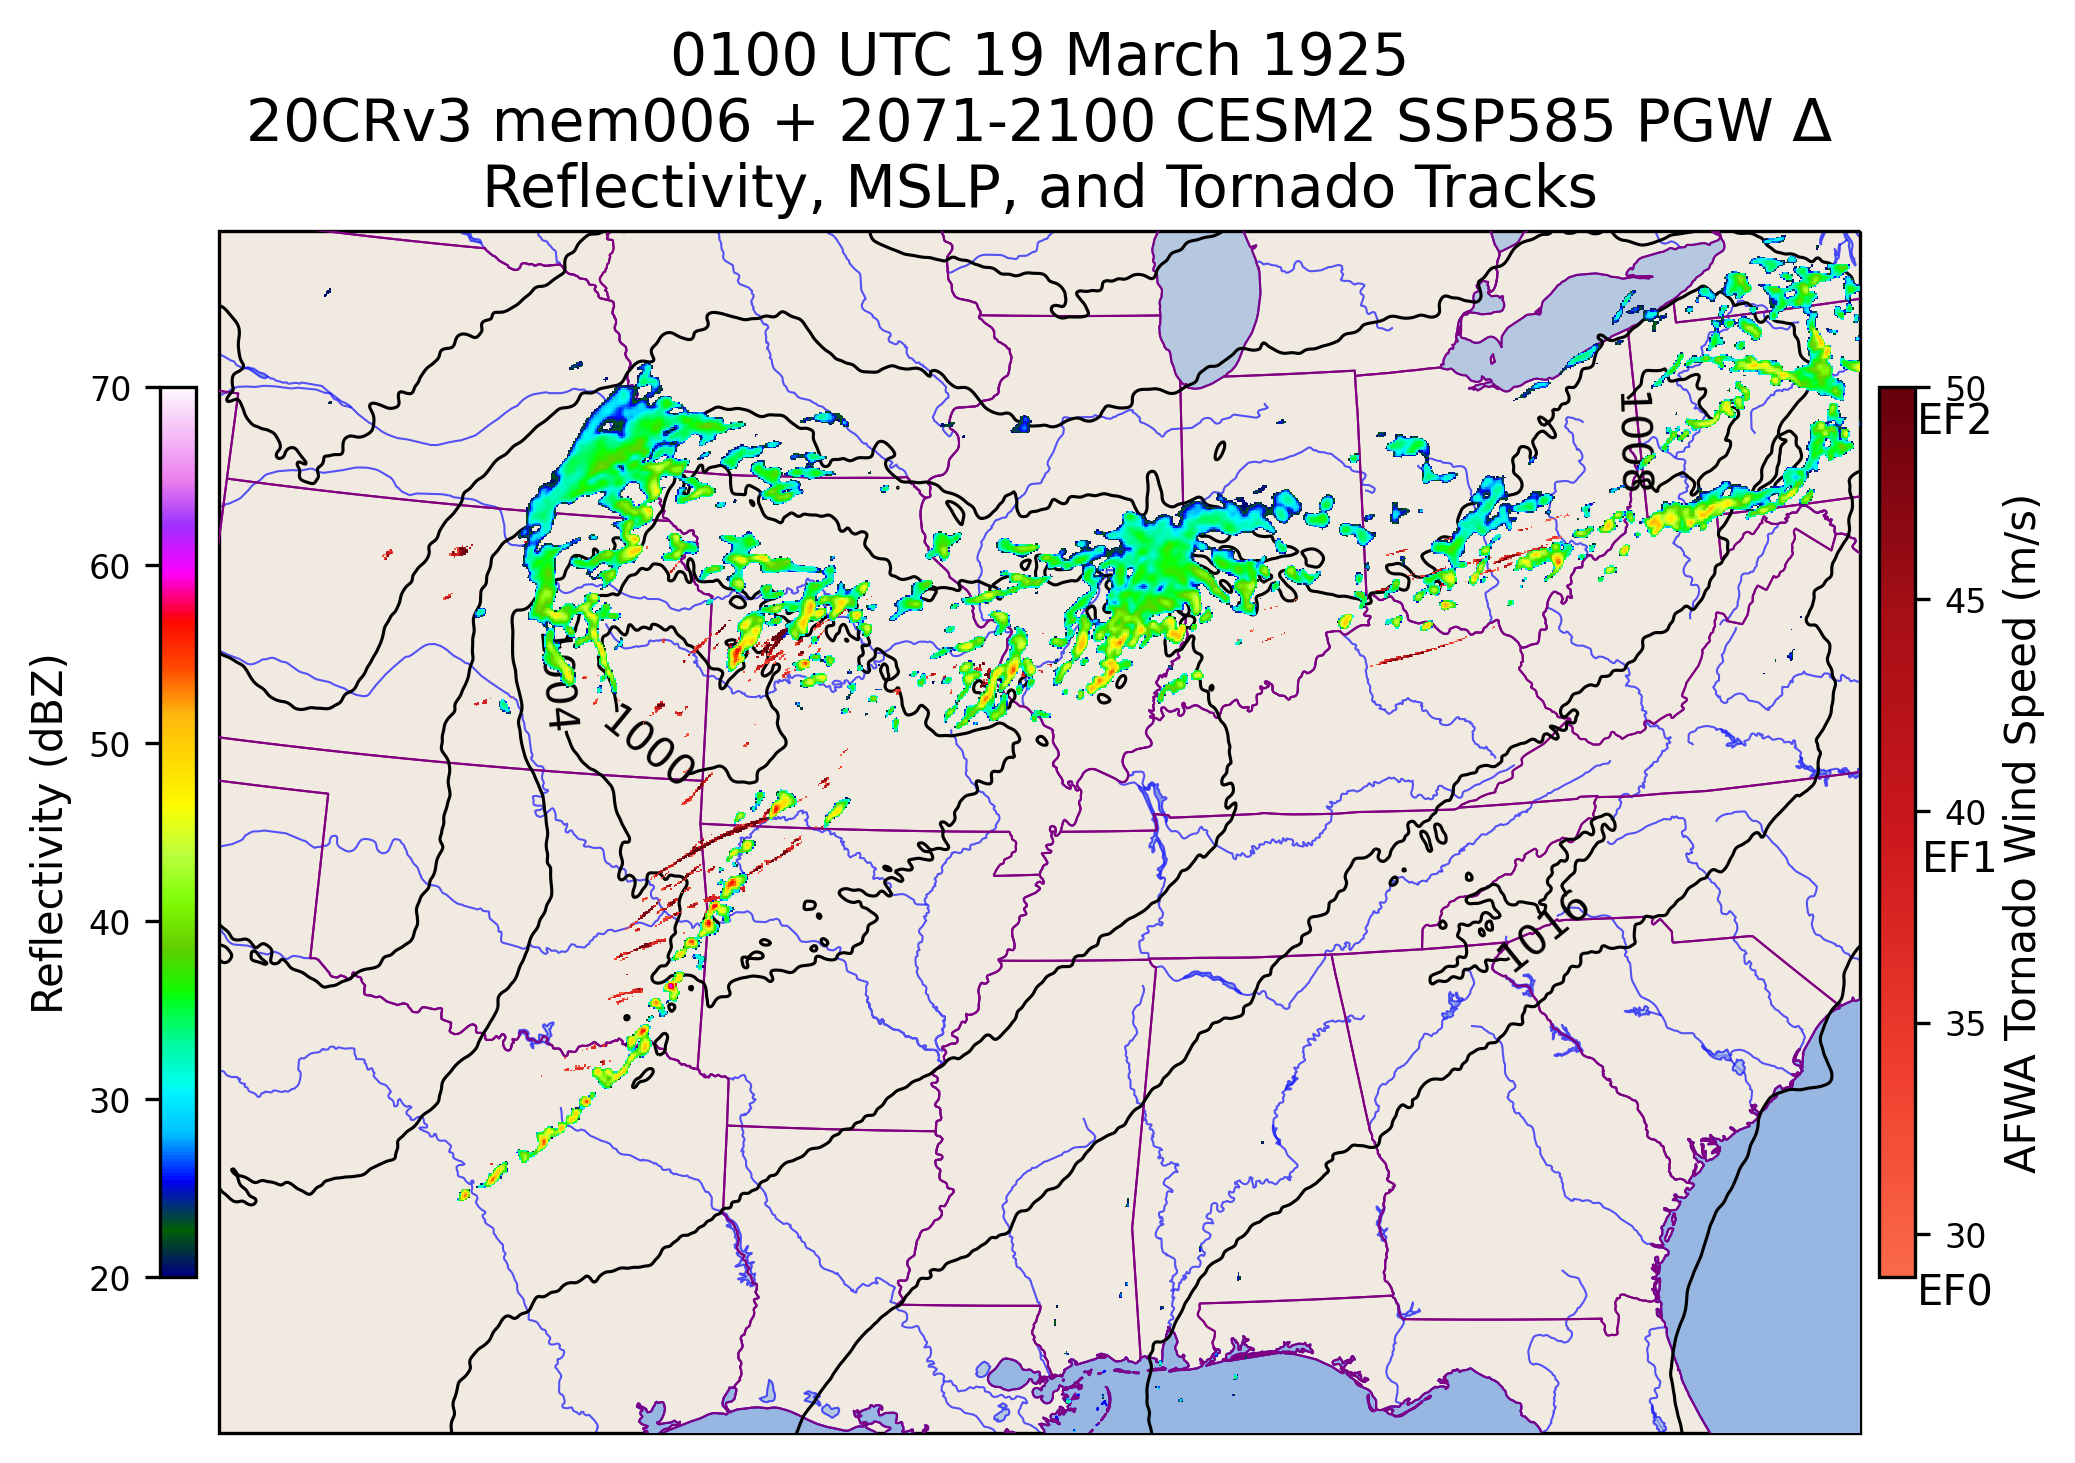 0100 UTC 19 March 1925
20CRv3 mem006 + 2071-2100 CESM2 SSP585 PGW Δ
Reflectivity, MSLP, and Tornado Tracks
Reflectivity (dBZ)
70
60
50
40
30
20
1004
1000
1008
1016
50
EF2
45
40
EF1
35
30
EF0
AFWA Tornado Wind Speed (m/s)